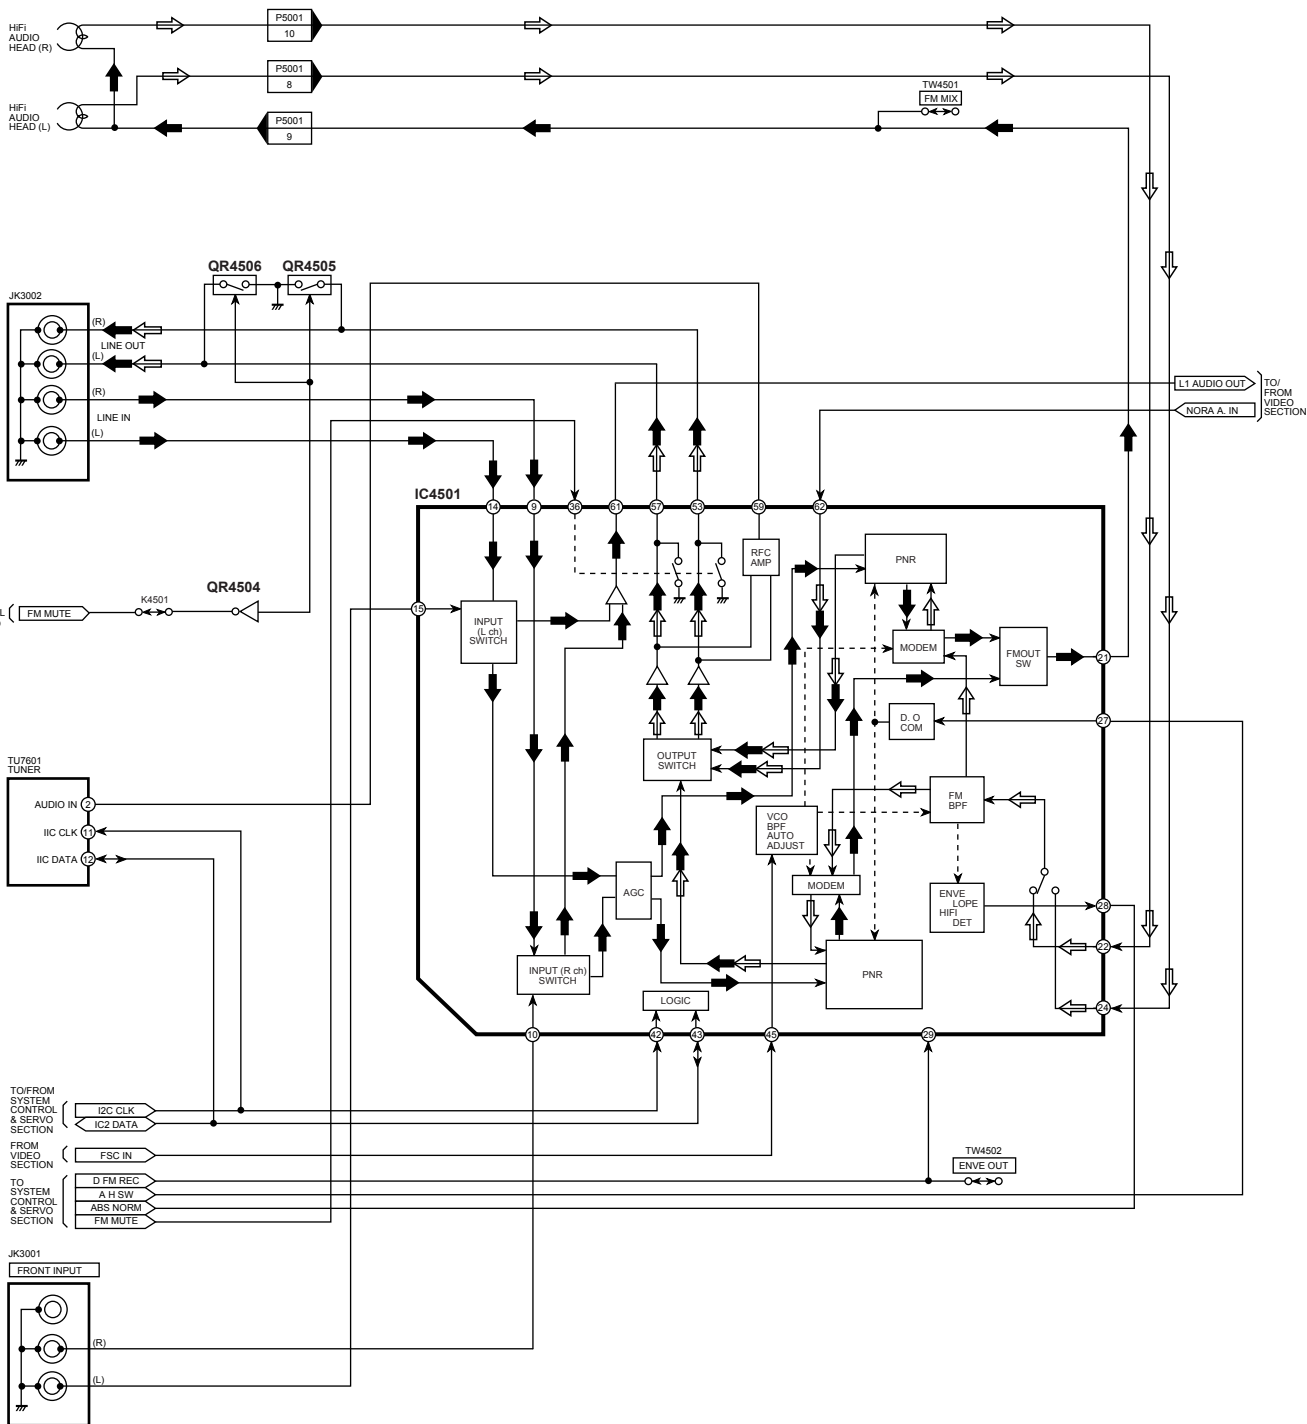 HiFi
AUDIO
HEAD (R)
P5001
10
P5001
8
HiFi
AUDIO
HEAD (L)
P5001
9
TW4501
FM MIX
QR4506 QR4505
JK3002
(R)
LINE OUT
(L)
(R)
LINE IN
(L)
L1 AUDIO OUT
NORA A. IN
TO/
FROM
VIDEO
SECTION
IC4501
14 9 36 61 57 53 59 62
RFC
AMP
PNR
QR4504
K4501
L
FM MUTE
15
INPUT
(L ch)
SWITCH
MODEM
FMOUT
SW
21
D. O
COM
27
OUTPUT
SWITCH
TU7601
TUNER
AUDIO IN 2
IIC CLK 11
IIC DATA 12
VCO
BPF
AUTO
ADJUST
FM
BPF
AGC
MODEM
ENVE
LOPE
HIFI
DET
28
22
24
INPUT (R ch)
SWITCH
PNR
LOGIC
10 42 43 45 29
TO/FROM
SYSTEM
CONTROL
& SERVO
SECTION
I2C CLK
IC2 DATA
FROM
VIDEO
SECTION
FSC IN
TW4502
ENVE OUT
TO
SYSTEM
CONTROL
& SERVO
SECTION
D FM REC
A H SW
ABS NORM
FM MUTE
JK3001
FRONT INPUT
(R)
(L)